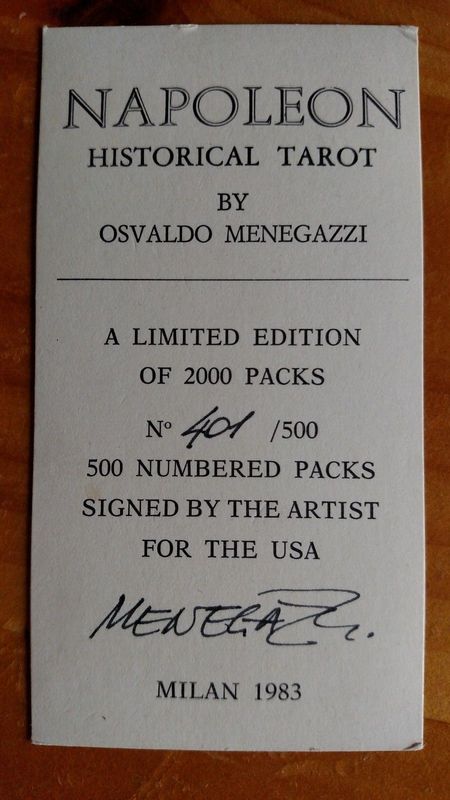 NAPOLEON
HISTORICAL TAROT
BY
OSVALDO MENEGAZZI
A LIMITED EDITION
OF 2000 PACKS
Nº 401 /500
500 NUMBERED PACKS
SIGNED BY THE ARTIST
FOR THE USA
MENEGAZZI.
MILAN 1983